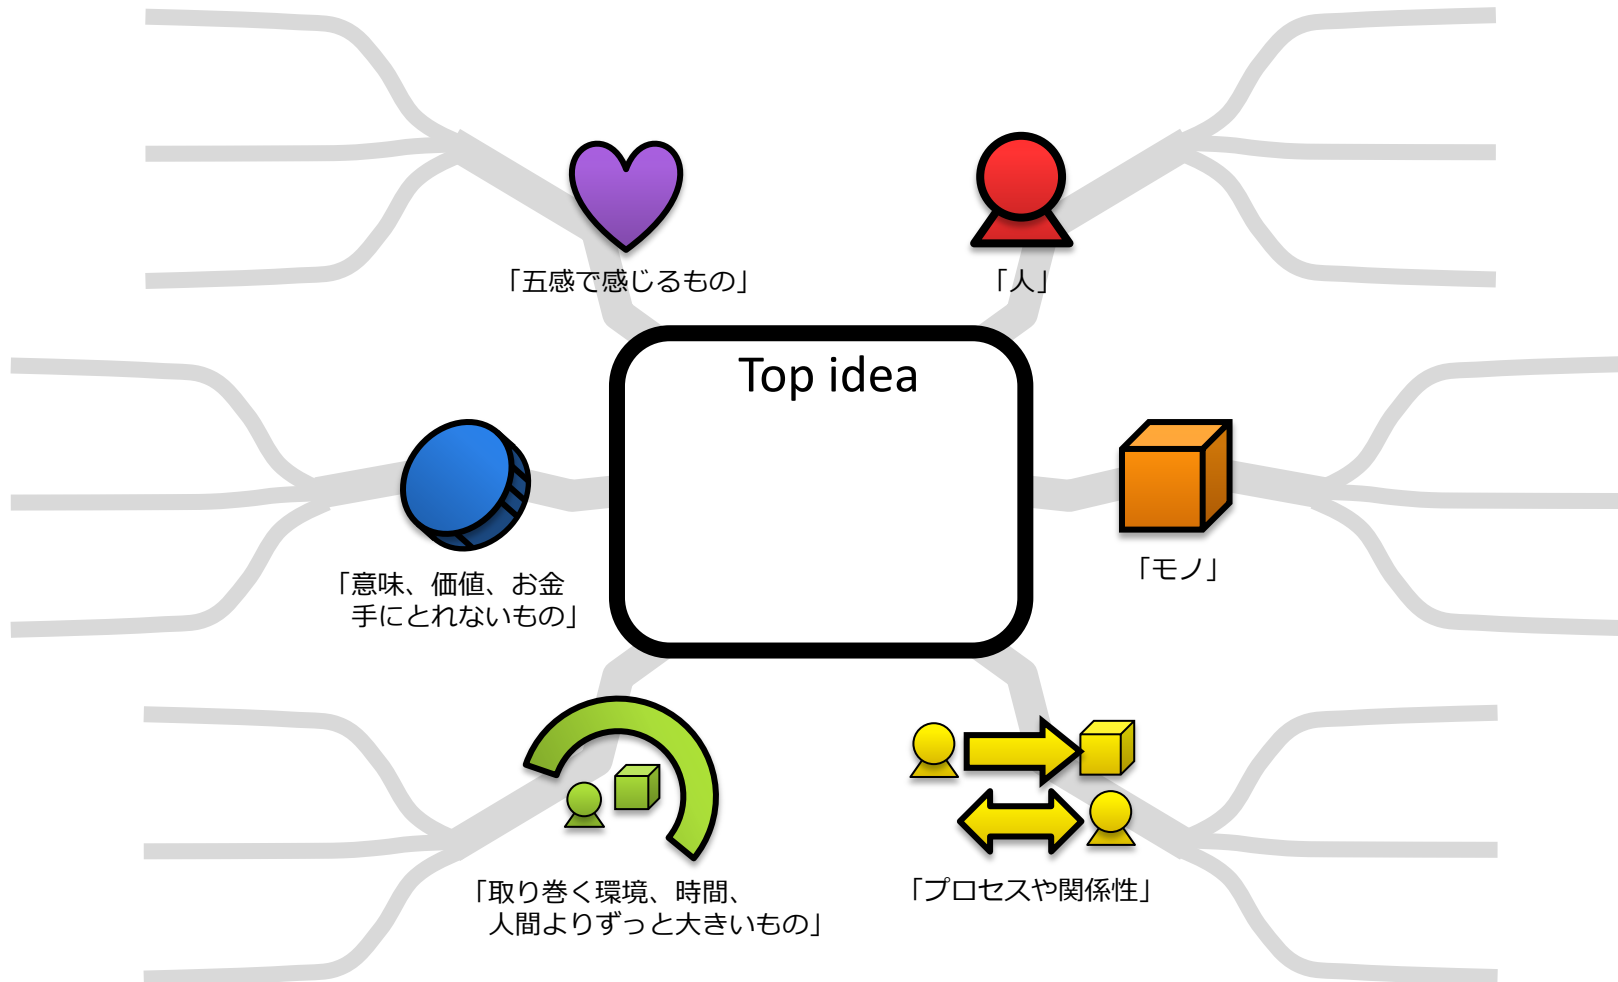 「五感で感じるもの」
「人」
Top idea
「モノ」
「意味、価値、お金
手にとれないもの」
「取り巻く環境、時間、
人間よりずっと大きいもの」
「プロセスや関係性」